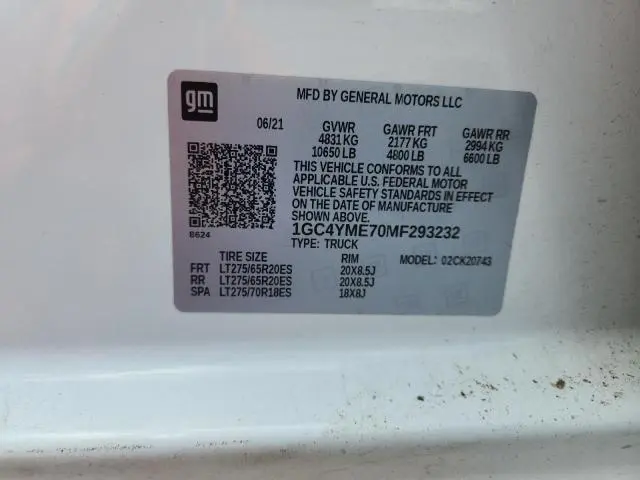 gm
MFD BY GENERAL MOTORS LLC
06/21 GVWR GAWR FRT GAWR RR
4831 KG 2177 KG 2994 KG
10650 LB 4800 LB 6600 LB
THIS VEHICLE CONFORMS TO ALL
APPLICABLE U.S. FEDERAL MOTOR
VEHICLE SAFETY STANDARDS IN EFFECT
ON THE DATE OF MANUFACTURE
SHOWN ABOVE.
1GC4YME70MF293232
B624
TYPE: TRUCK
TIRE SIZE RIM MODEL: 02CK20743
FRT LT275/65R20ES 20X8.5J
RR LT275/65R20ES 20X8.5J
SPA LT275/70R18ES 18X8J